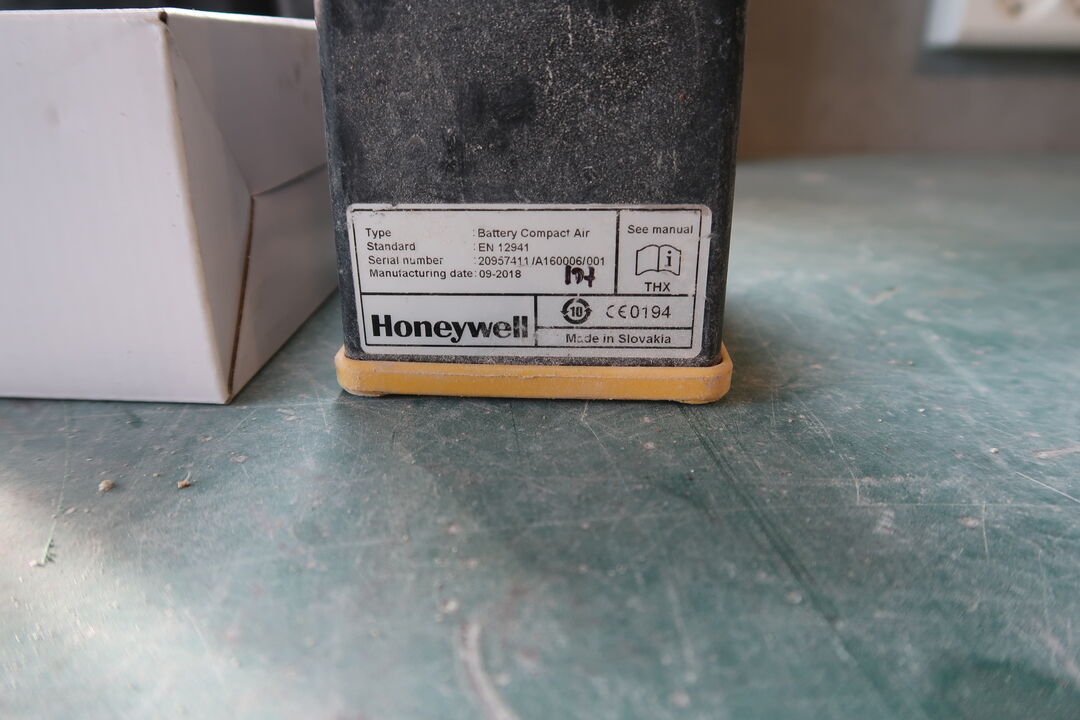 Type : Battery Compact Air
Standard : EN 12941
Serial number : 20957411/A160006/001
Manufacturing date: 09-2018
See manual
i
THX
Honeywell
10 CE0194
Made in Slovakia